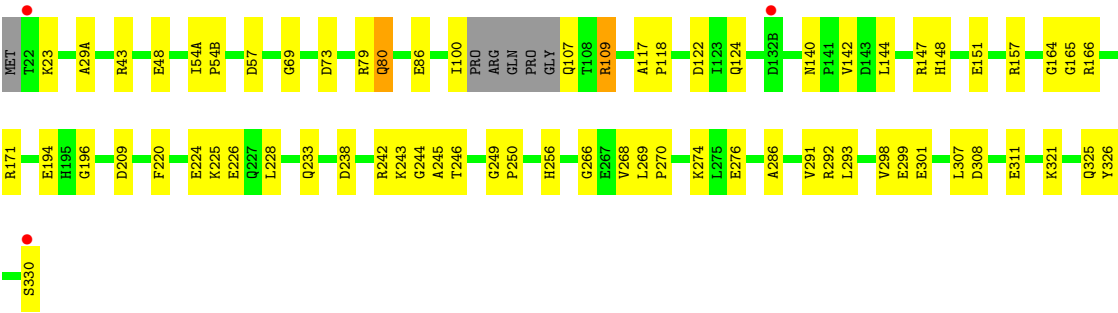 MET T22 K23 A29A R43 E48 I54A P54B D57 G69 D73 R79 Q80 E86 I100 PRO ARG GLN PRO GLY Q107 T108 R109 A117 P118 D122 I123 Q124 D132B N140 P141 V142 D143 L144 R147 H148 E151 R157 G164 G165 R166
R171 E194 H195 G196 D209 F220 E224 K225 E226 Q227 L228 Q233 D238 R242 K243 G244 A245 T246 G249 P250 H256 G266 E267 V268 L269 P270 K274 L275 E276 A286 V291 R292 L293 V298 E299 E301 L307 D308 E311 K321 Q325 Y326
S330